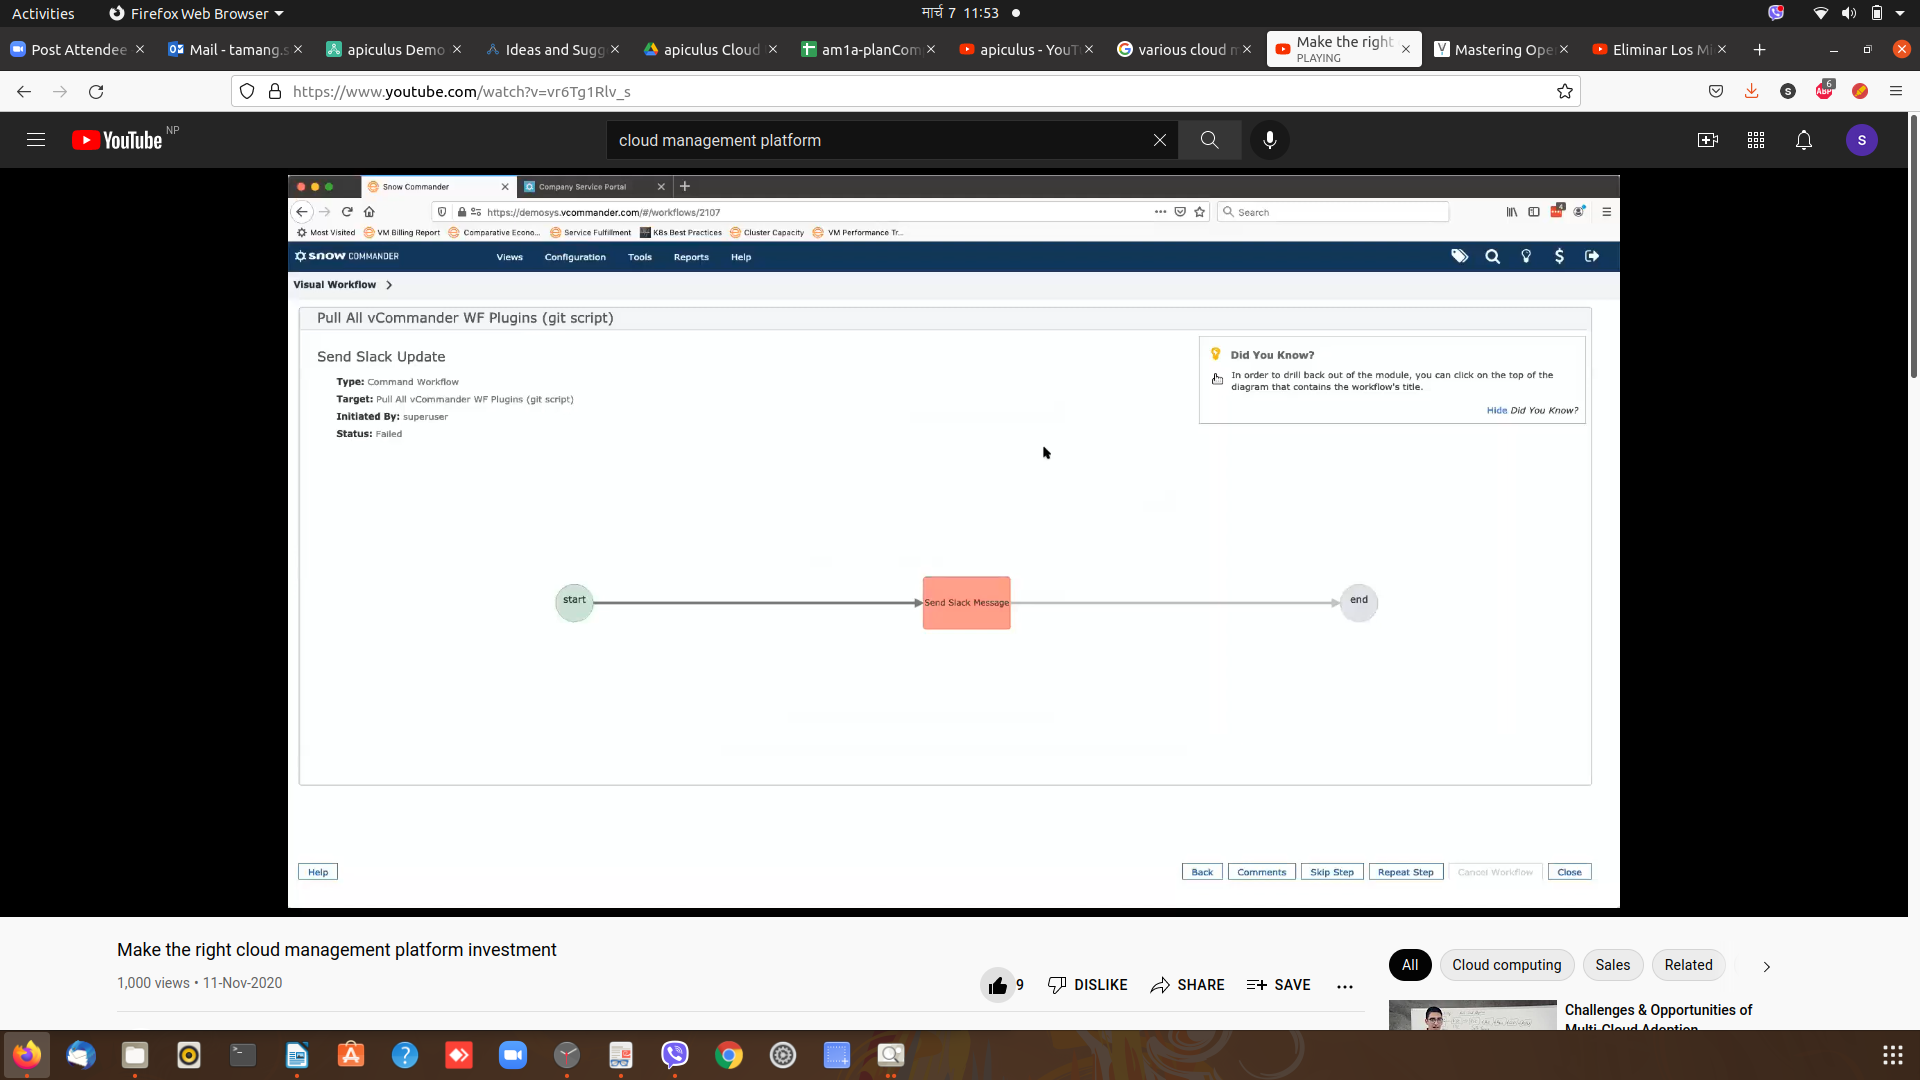 Activities Firefox Web Browser मार्च 7 11:53
Post Attendee Mail - tamang.s apiculus Demo Ideas and Sugg apiculus Cloud am1a-planCom apiculus - YouT various cloud m Make the right Mastering Ope Eliminar Los Mi
PLAYING
https://www.youtube.com/watch?v=vr6Tg1Rlv_s 6
YouTube NP cloud management platform S
Snow Commander Company Service Portal
https://demosys.vcommander.com/#/workflows/2107 Search 4
Most Visited VM Billing Report Comparative Econo... Service Fulfillment K8s Best Practices Cluster Capacity VM Performance Tr...
snow COMMANDER Views Configuration Tools Reports Help
Visual Workflow
Pull All vCommander WF Plugins (git script)
Send Slack Update
Type: Command Workflow
Target: Pull All vCommander WF Plugins (git script)
Initiated By: superuser
Status: Failed
Did You Know?
In order to drill back out of the module, you can click on the top of the
diagram that contains the workflow's title.
Hide Did You Know?
start Send Slack Message end
Help Back Comments Skip Step Repeat Step Cancel Workflow Close
Make the right cloud management platform investment
1,000 views • 11-Nov-2020
9 DISLIKE SHARE SAVE
All Cloud computing Sales Related
Challenges & Opportunities of
Multi-Cloud Adoption